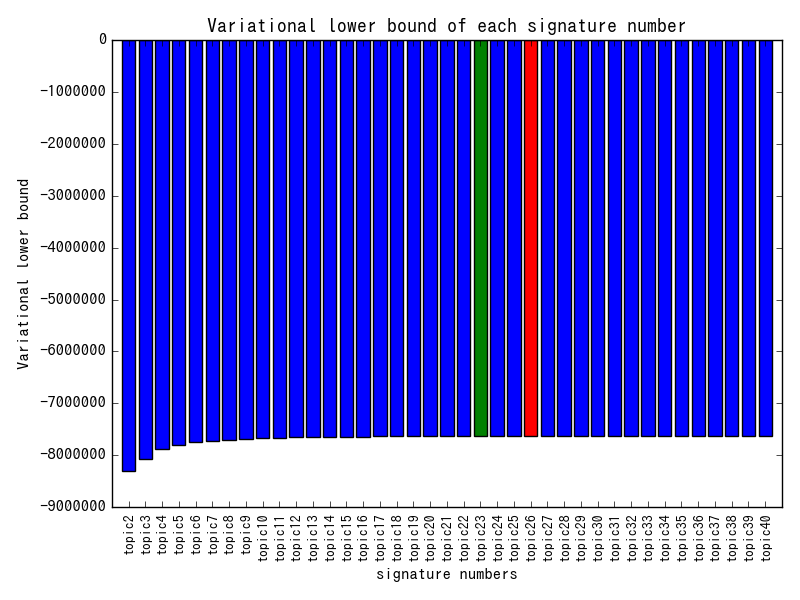 Variational lower bound of each signature number
0
−1000000
−2000000
−3000000
−4000000
−5000000
−6000000
−7000000
−8000000
−9000000
Variational lower bound
topic2
topic3
topic4
topic5
topic6
topic7
topic8
topic9
topic10
topic11
topic12
topic13
topic14
topic15
topic16
topic17
topic18
topic19
topic20
topic21
topic22
topic23
topic24
topic25
topic26
topic27
topic28
topic29
topic30
topic31
topic32
topic33
topic34
topic35
topic36
topic37
topic38
topic39
topic40
signature numbers